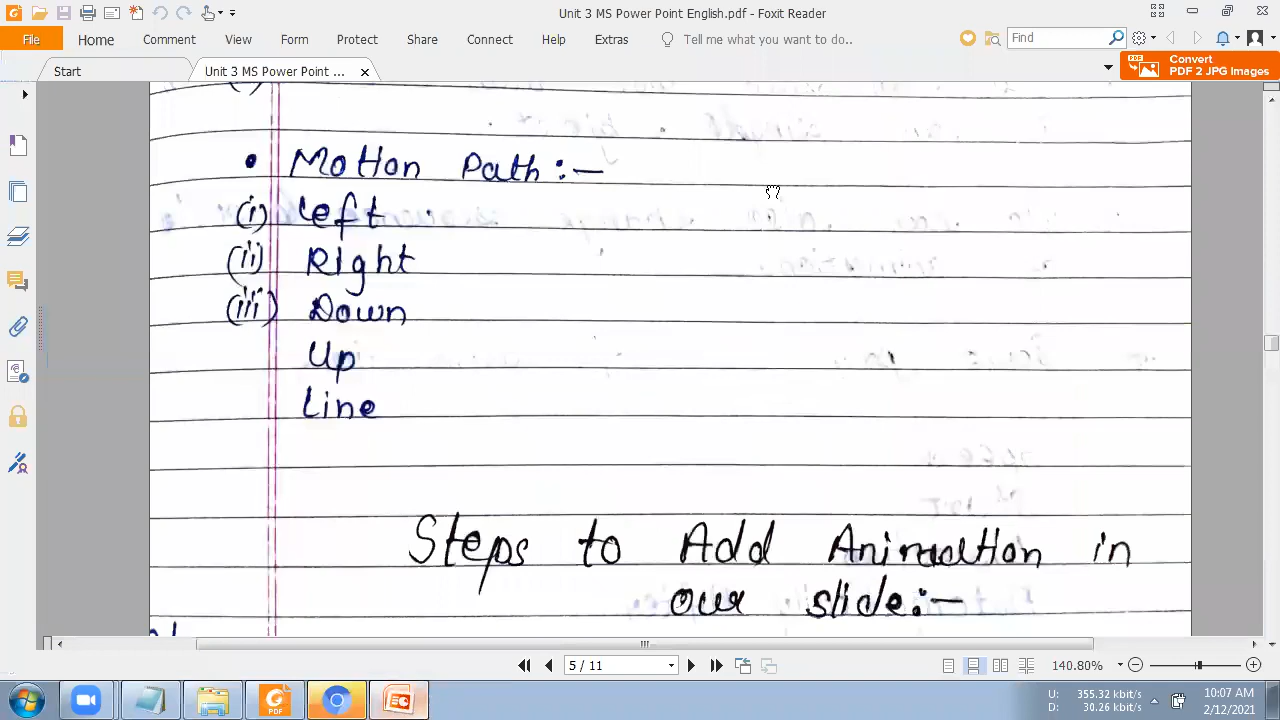 Unit 3 MS Power Point English.pdf - Foxit Reader
File Home Comment View Form Protect Share Connect Help Extras Tell me what you want to do.. Find
Start Unit 3 MS Power Point ... Convert
PDF 2 JPG Images
• Motion Path:—
(i) Left
(ii) Right
(iii) Down
Up
Line
Steps to Add Animation in
our slide:—
5 / 11 140.80%
U: 355.32 kbit/s 10:07 AM
D: 30.26 kbit/s 2/12/2021